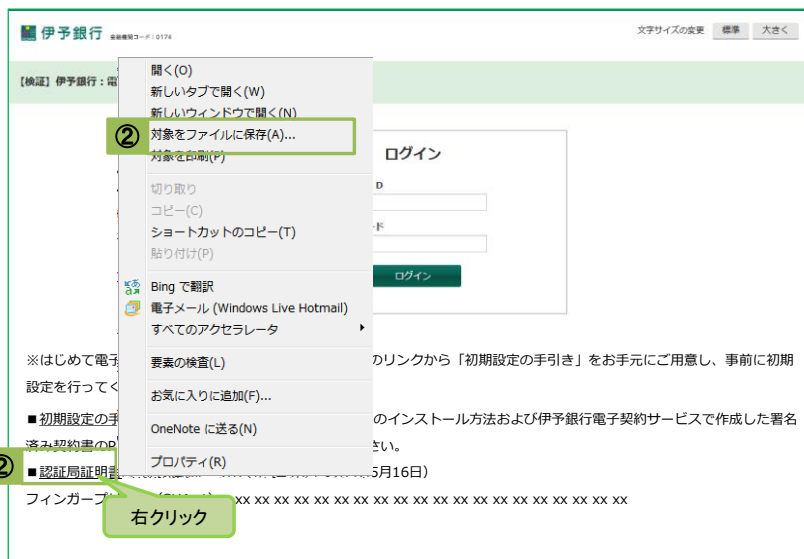 伊予銀行 金融機関コード:0174
文字サイズの変更 標準 大きく
【検証】伊予銀行:電
開く(O)
新しいタブで開く(W)
新しいウィンドウで開く(N)
② 対象をファイルに保存(A)...
対象を印刷(P)
切り取り
コピー(C)
ショートカットのコピー(T)
貼り付け(P)
Bing で翻訳
電子メール (Windows Live Hotmail)
すべてのアクセラレータ
要素の検査(L)
お気に入りに追加(F)...
OneNote に送る(N)
プロパティ(R)
ログイン
D
ード
ログイン
※はじめて電子 のリンクから「初期設定の手引き」をお手元にご用意し、事前に初期
設定を行ってく
■初期設定の手 のインストール方法および伊予銀行電子契約サービスで作成した署名
済み契約書のP さい。
② ■認証局証明書 5月16日)
フィンガープ xx xx xx xx xx xx xx xx xx xx xx xx xx xx xx xx xx xx xx xx
右クリック